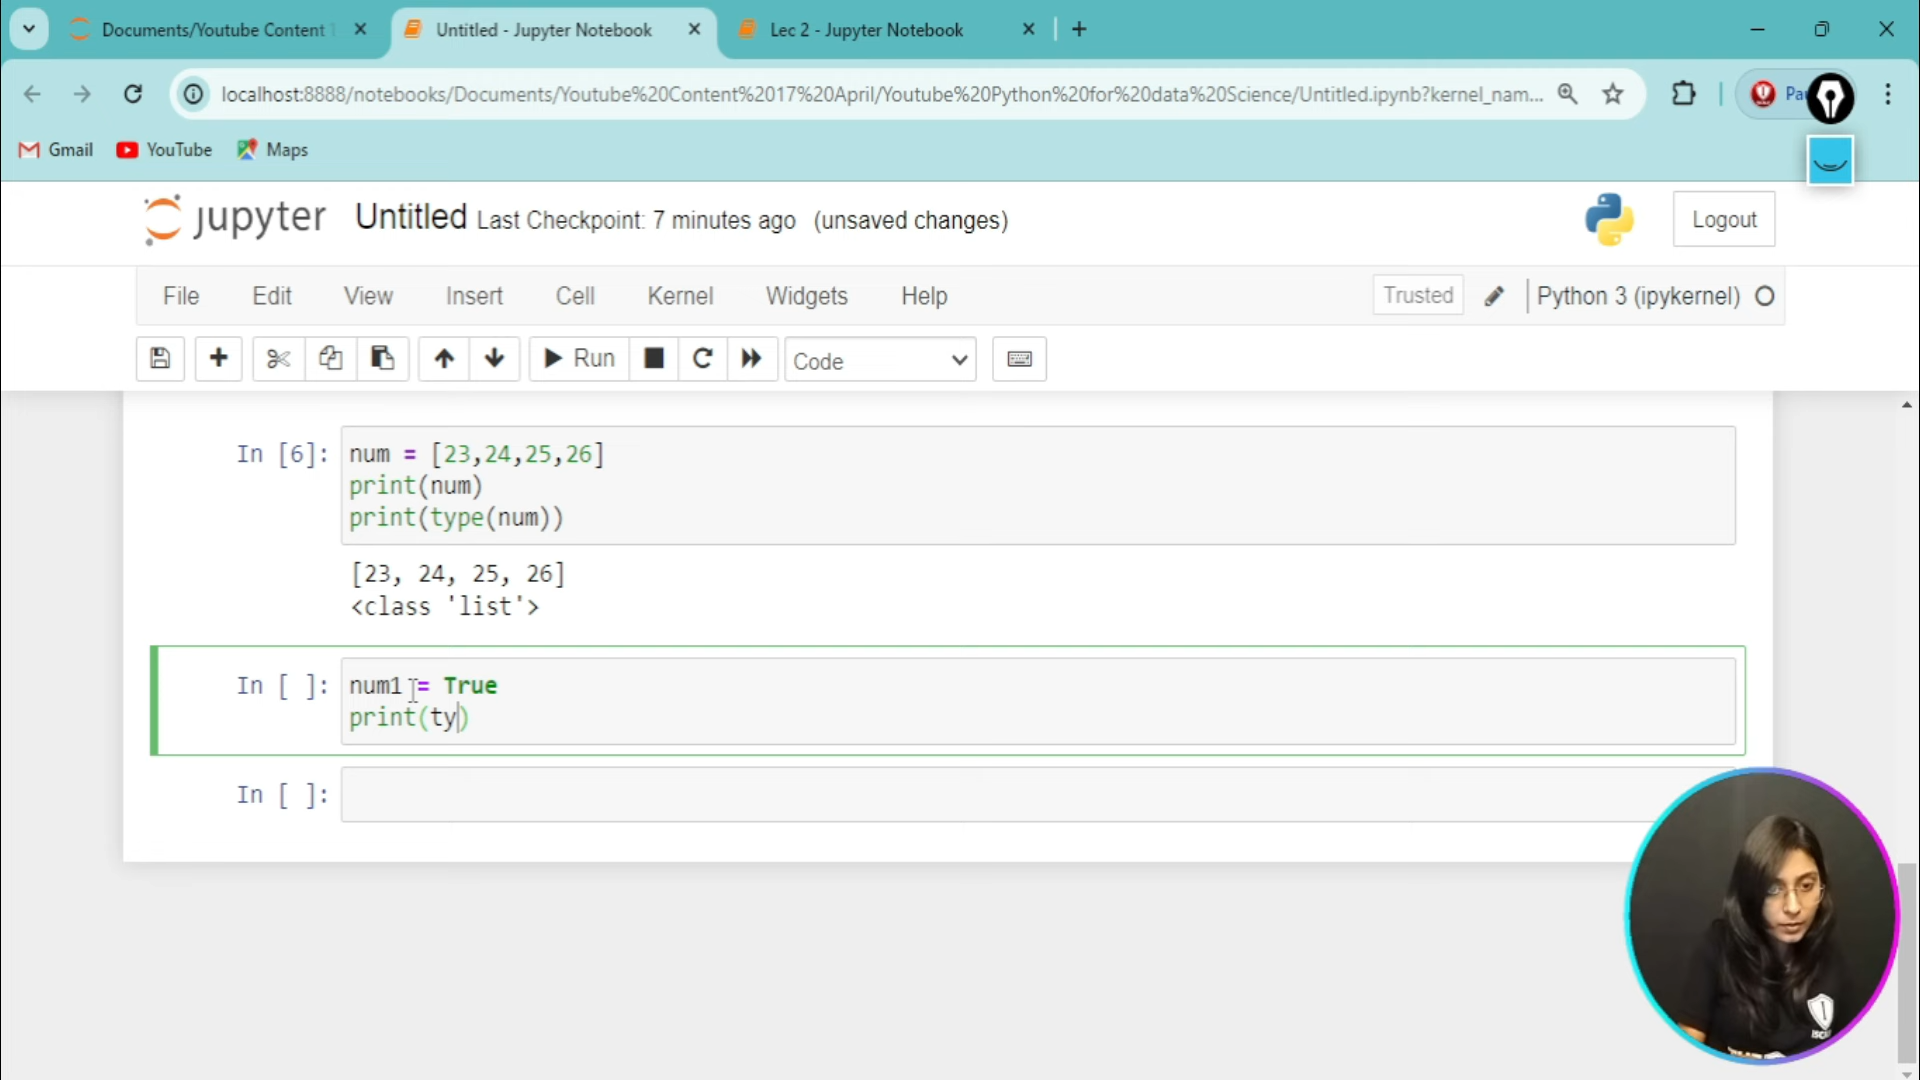 Documents/Youtube Content 1
Untitled - Jupyter Notebook
Lec 2 - Jupyter Notebook
localhost:8888/notebooks/Documents/Youtube%20Content%2017%20April/Youtube%20Python%20for%20data%20Science/Untitled.ipynb?kernel_nam...
Gmail
YouTube
Maps
jupyter Untitled Last Checkpoint: 7 minutes ago (unsaved changes)
Logout
File Edit View Insert Cell Kernel Widgets Help
Trusted
Python 3 (ipykernel)
Run
Code
In [6]: num = [23,24,25,26]
print(num)
print(type(num))
[23, 24, 25, 26]
<class 'list'>
In [ ]: num1 = True
print(ty)
In [ ]: